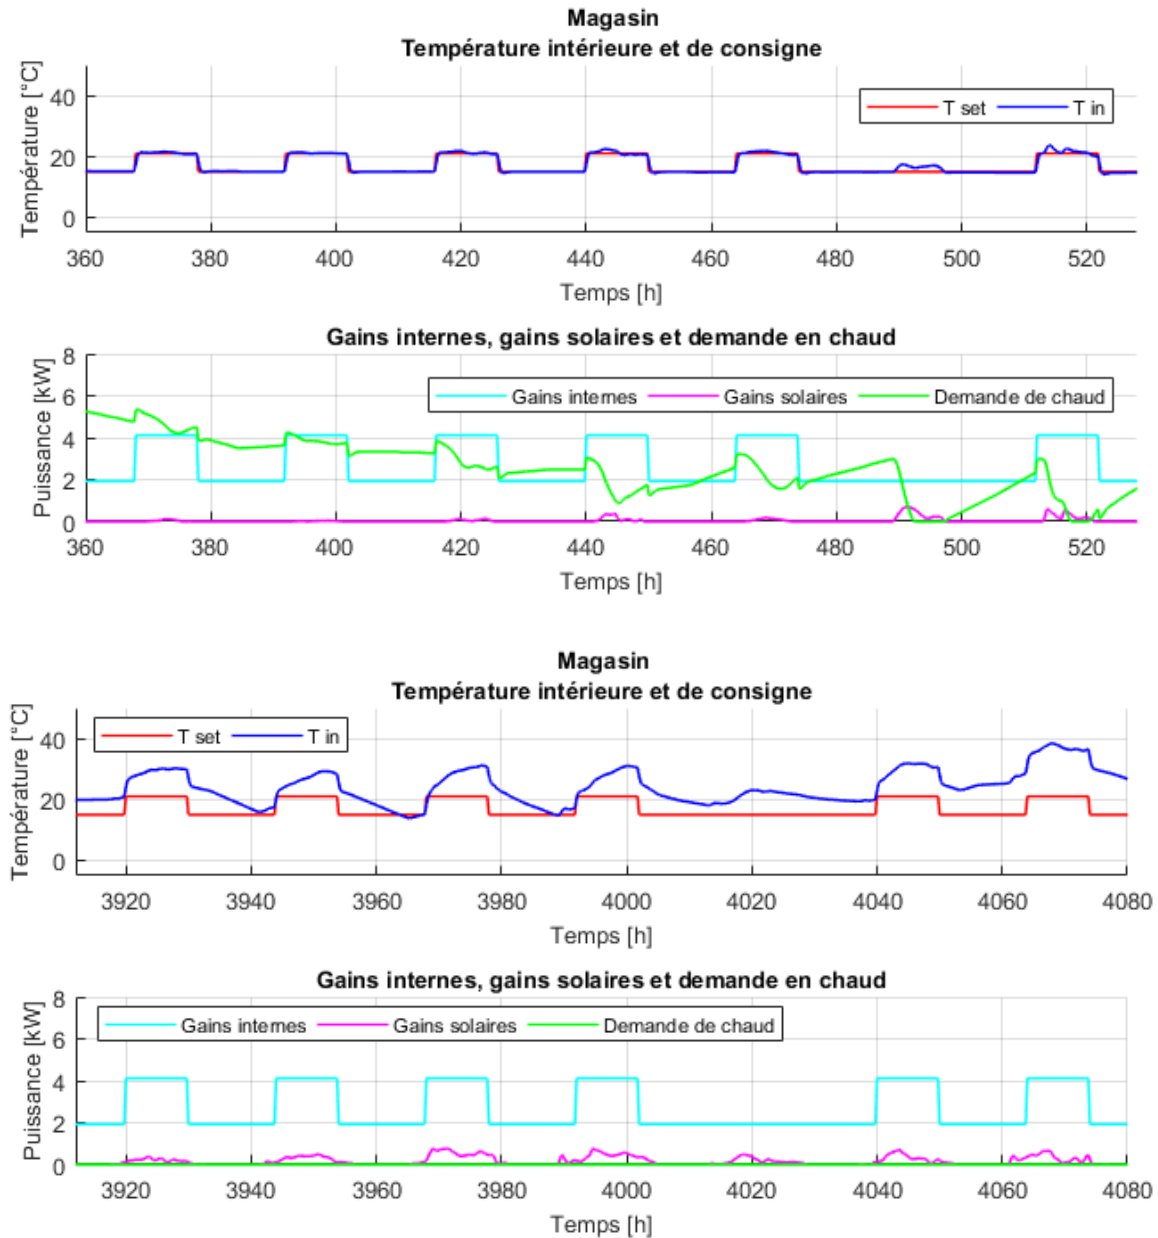 Magasin
Température intérieure et de consigne
Température [°C]
40
20
0
T set T in
360 380 400 420 440 460 480 500 520
Temps [h]
Gains internes, gains solaires et demande en chaud
Puissance [kW]
8
6
4
2
0
Gains internes Gains solaires Demande de chaud
360 380 400 420 440 460 480 500 520
Temps [h]
Magasin
Température intérieure et de consigne
Température [°C]
40
20
0
T set T in
3920 3940 3960 3980 4000 4020 4040 4060 4080
Temps [h]
Gains internes, gains solaires et demande en chaud
Puissance [kW]
8
6
4
2
0
Gains internes Gains solaires Demande de chaud
3920 3940 3960 3980 4000 4020 4040 4060 4080
Temps [h]